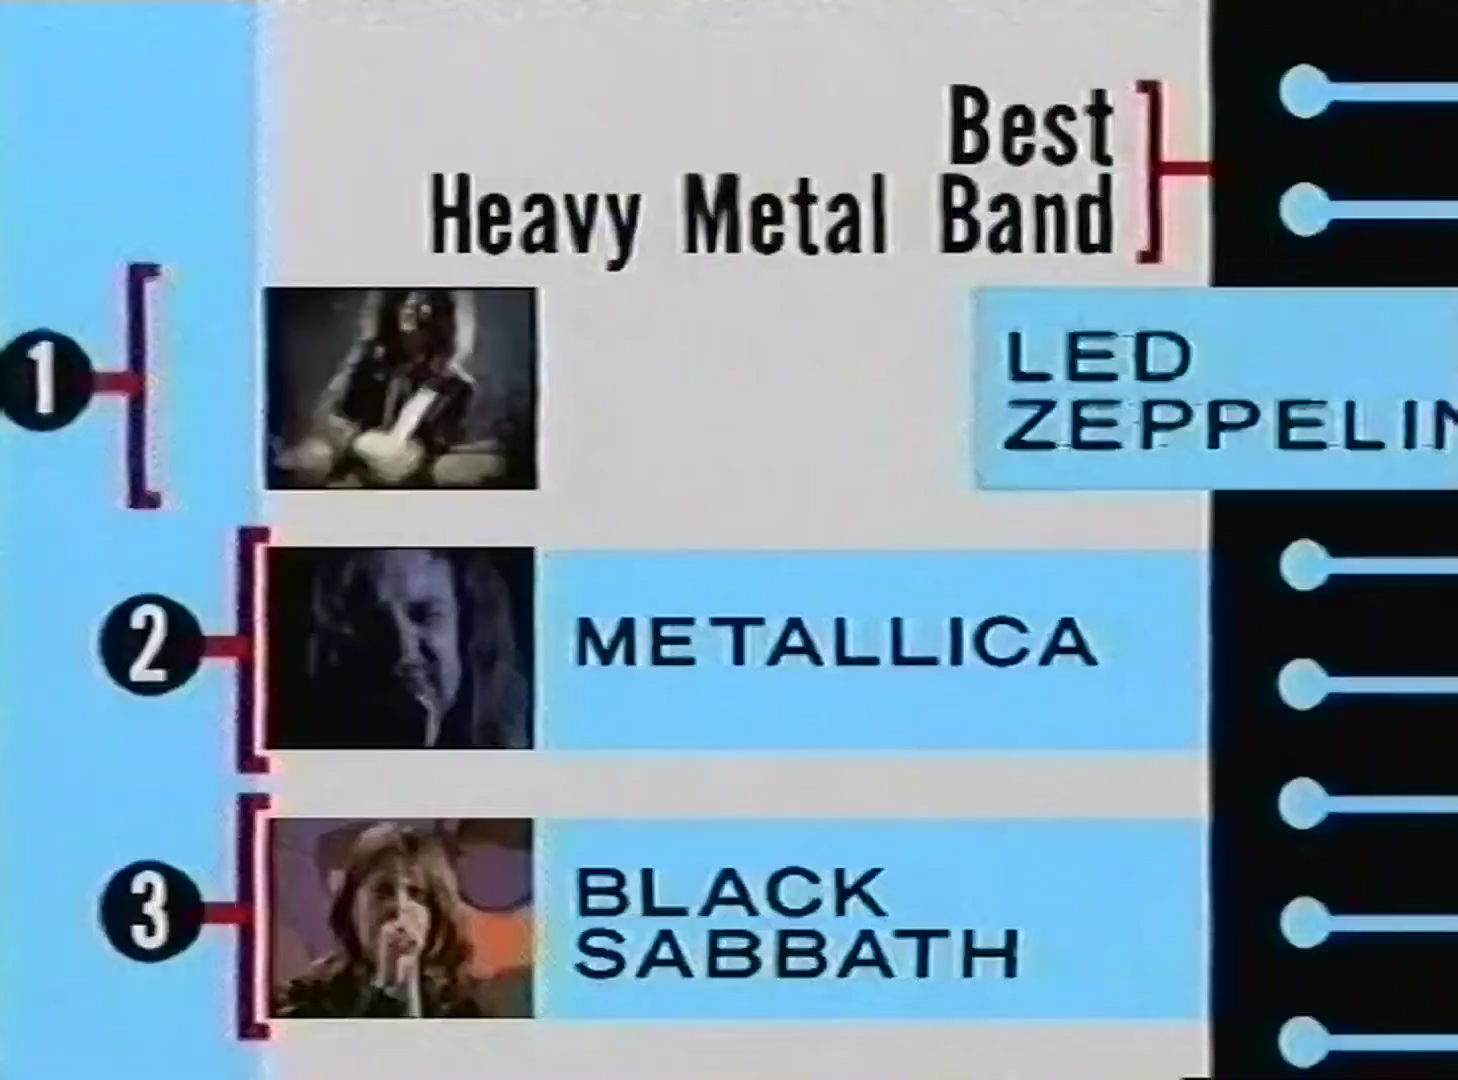 Best
Heavy Metal Band
1
LED
ZEPPELIN
2
METALLICA
3
BLACK
SABBATH